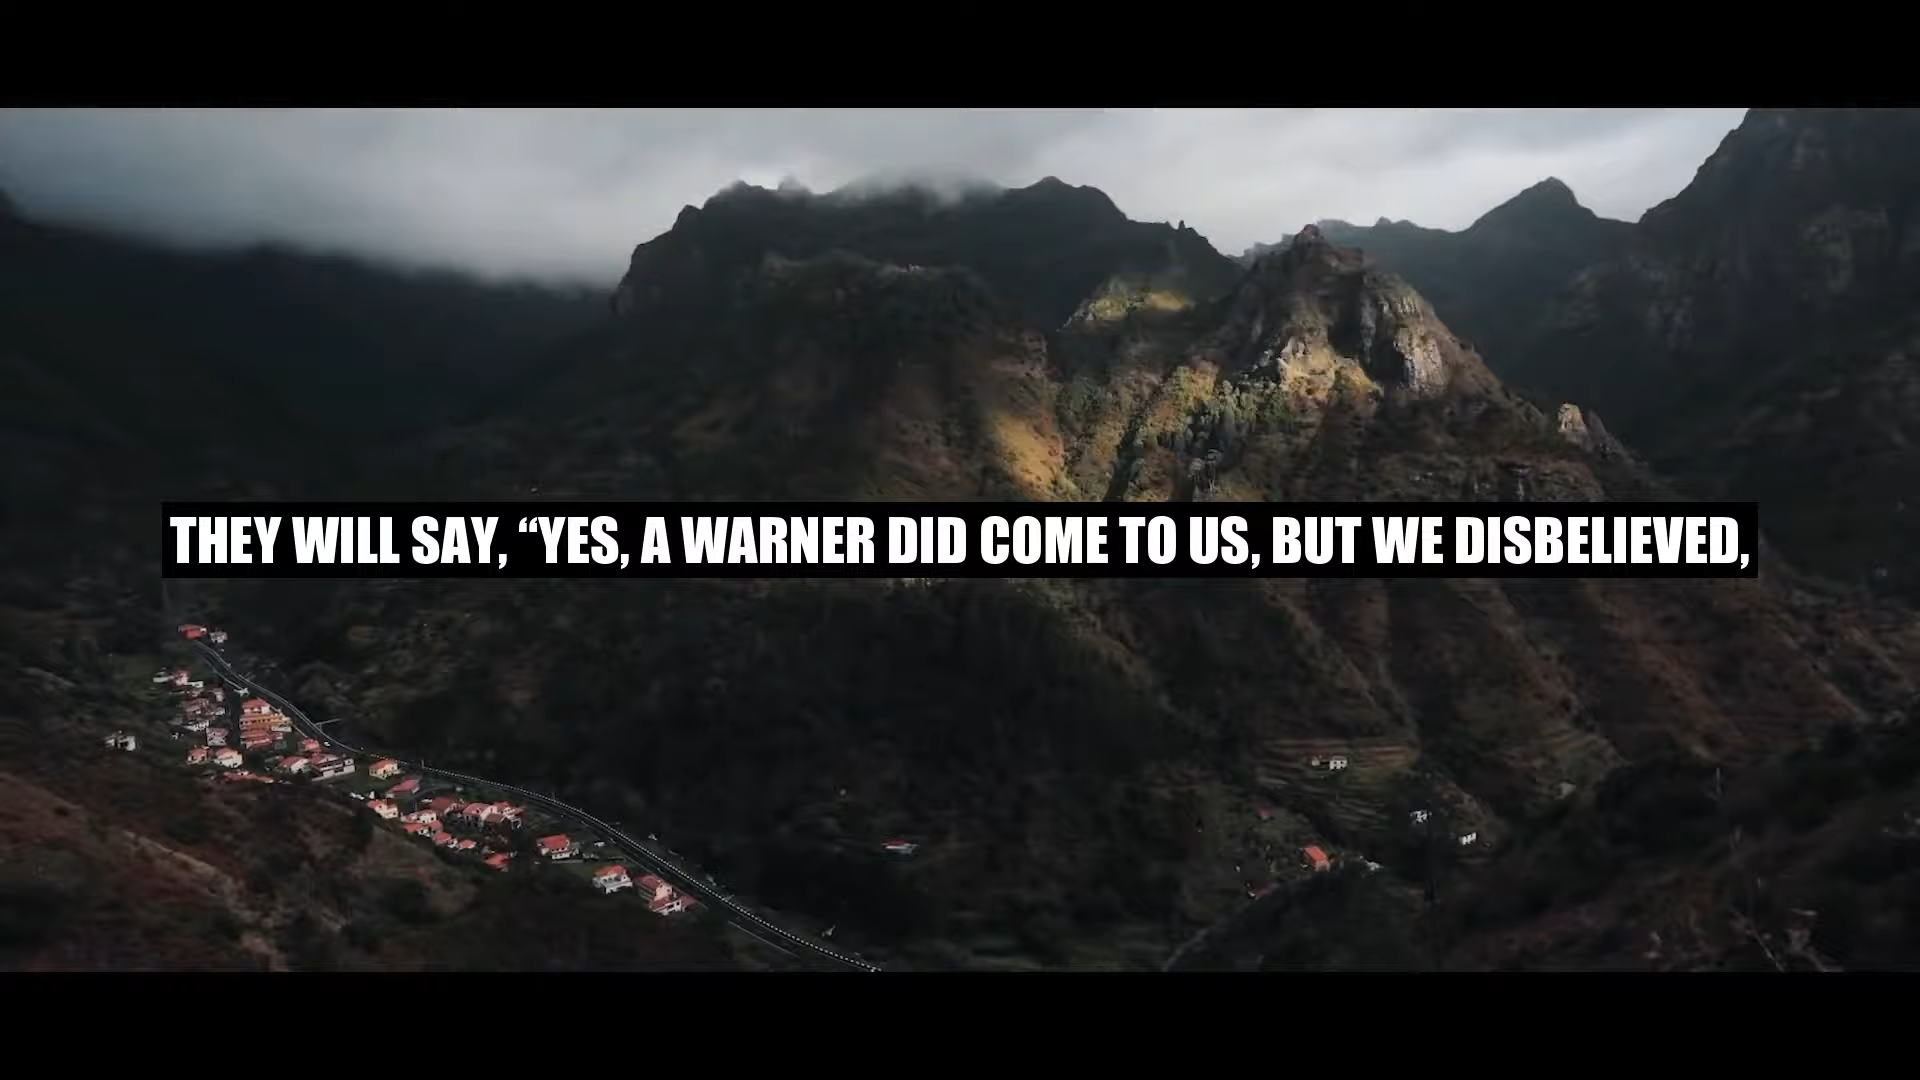 THEY WILL SAY, “YES, A WARNER DID COME TO US, BUT WE DISBELIEVED,